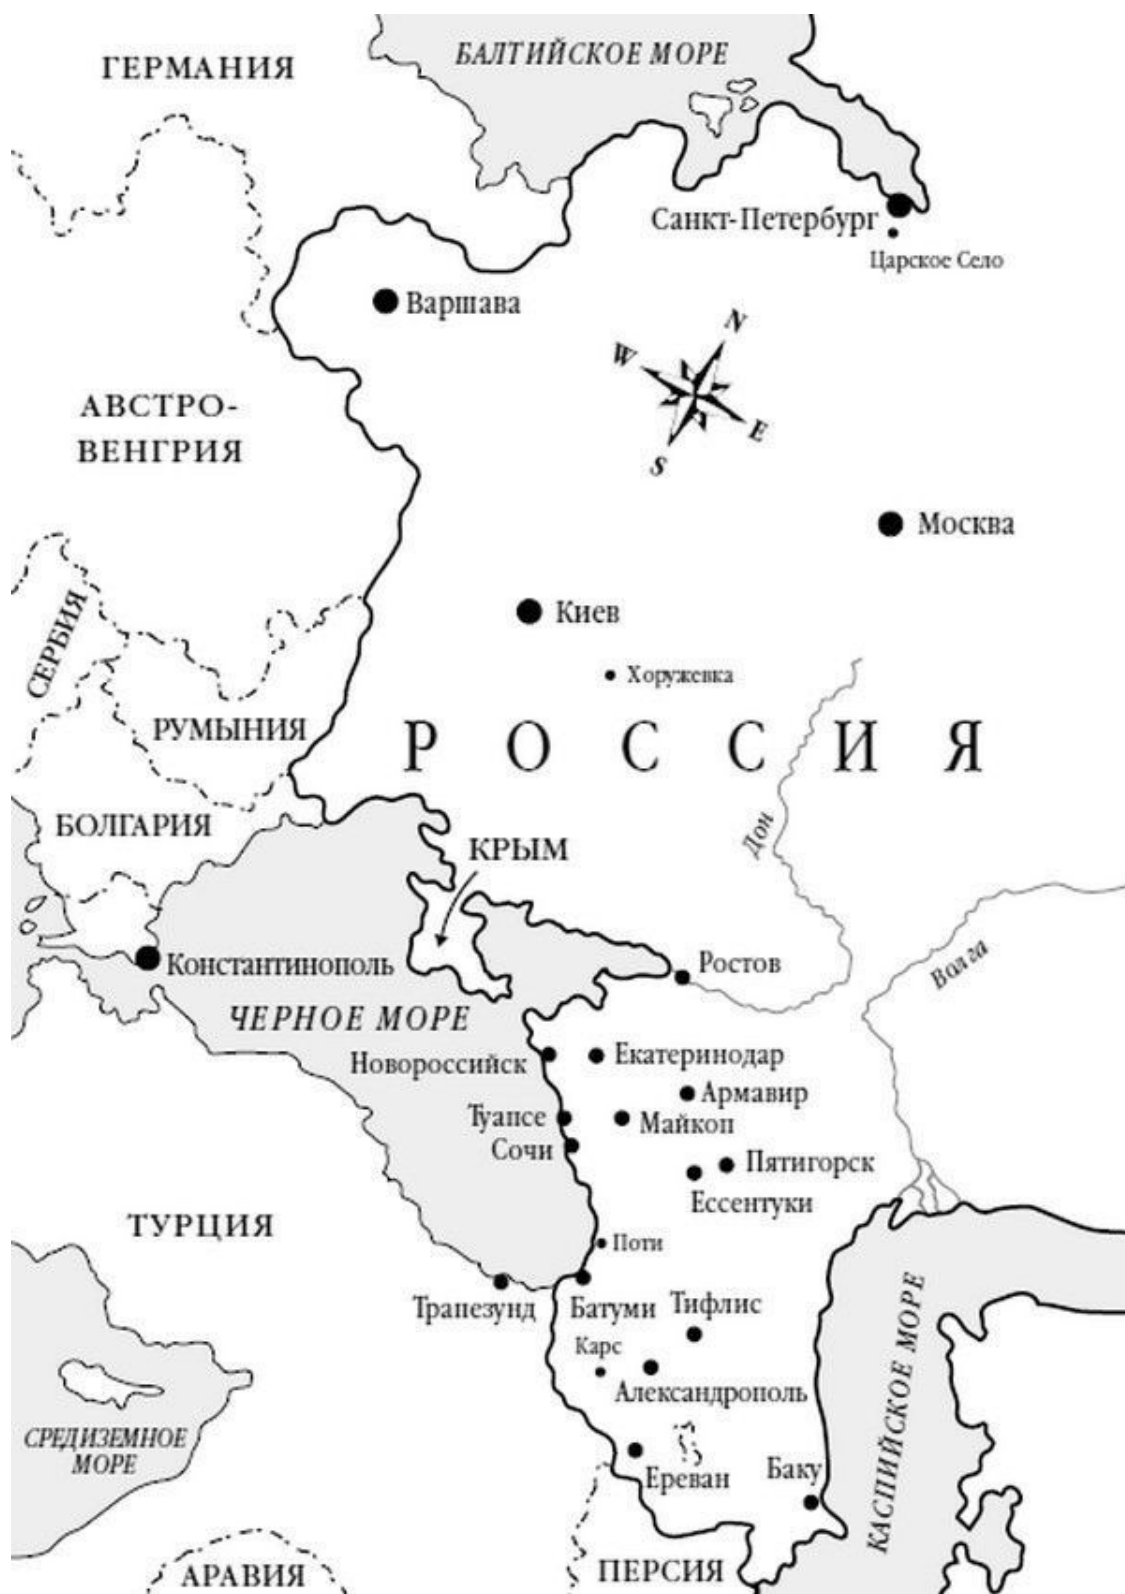 БАЛТИЙСКОЕ МОРЕ
ГЕРМАНИЯ
Санкт-Петербург
Царское Село
Варшава
N
W
E
S
АВСТРО-
ВЕНГРИЯ
Москва
Киев
СЕРБИЯ
Хоружевка
РУМЫНИЯ
РОССИЯ
БОЛГАРИЯ
Дон
КРЫМ
Константинополь
Ростов
Волга
ЧЕРНОЕ МОРЕ
Новороссийск
Екатеринодар
Армавир
Туапсе
Майкоп
Сочи
Пятигорск
Ессентуки
ТУРЦИЯ
Поти
Трапезунд
Батуми
Тифлис
Карс
Александрополь
КАСПИЙСКОЕ МОРЕ
СРЕДИЗЕМНОЕ
МОРЕ
Ереван
Баку
АРАВИЯ
ПЕРСИЯ